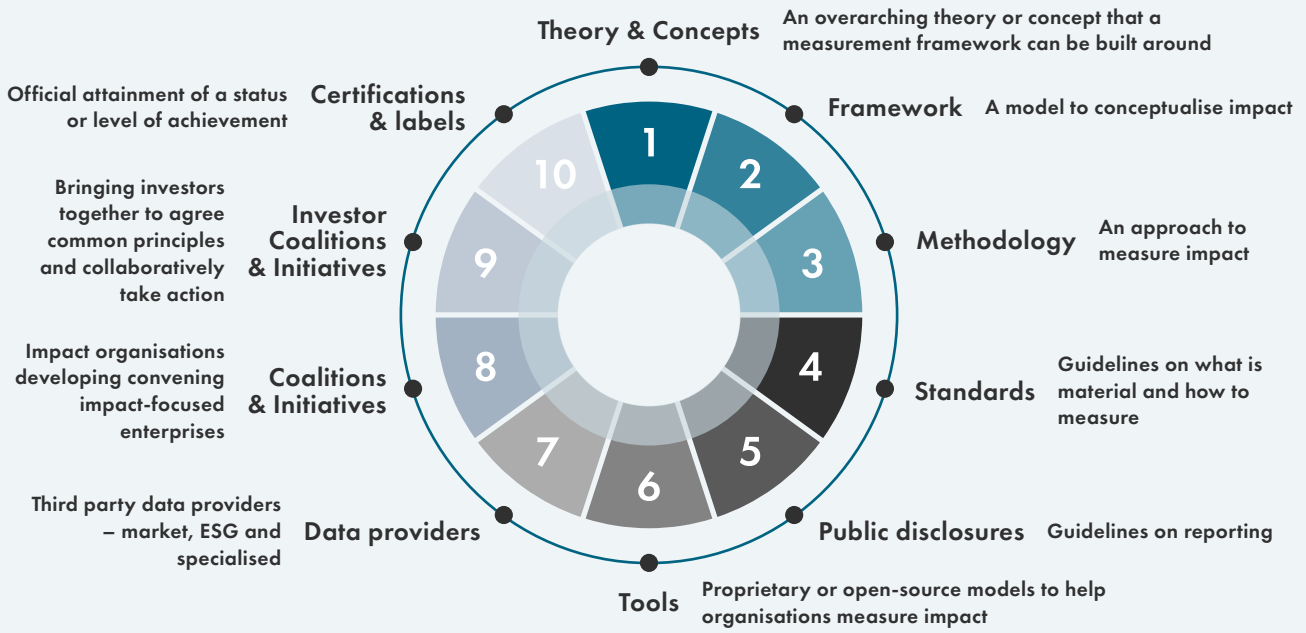 Theory & Concepts
An overarching theory or concept that a
measurement framework can be built around
1
Framework
A model to conceptualise impact
2
Methodology
An approach to
measure impact
3
Standards
Guidelines on what is
material and how to
measure
4
Public disclosures
Guidelines on reporting
5
Tools
Proprietary or open-source models to help
organisations measure impact
6
Data providers
Third party data providers
– market, ESG and
specialised
7
Coalitions
& Initiatives
Impact organisations
developing convening
impact-focused
enterprises
8
Investor
Coalitions
& Initiatives
Bringing investors
together to agree
common principles
and collaboratively
take action
9
Certifications
& labels
Official attainment of a status
or level of achievement
10